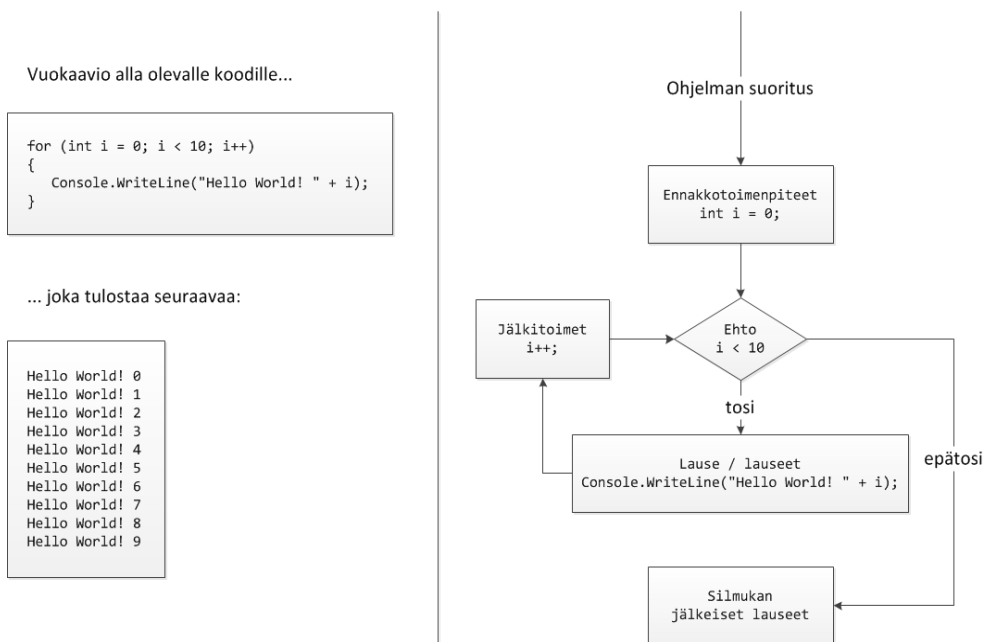 Vuokaavio alla olevalle koodille...
for (int i = 0; i < 10; i++)
{
   Console.WriteLine("Hello World! " + i);
}
... joka tulostaa seuraavaa:
Hello World! 0
Hello World! 1
Hello World! 2
Hello World! 3
Hello World! 4
Hello World! 5
Hello World! 6
Hello World! 7
Hello World! 8
Hello World! 9
Ohjelman suoritus
Ennakkotoimenpiteet
int i = 0;
Jälkitoimet
i++;
Ehto
i < 10
tosi
epätosi
Lause / lauseet
Console.WriteLine("Hello World! " + i);
Silmukan
jälkeiset lauseet